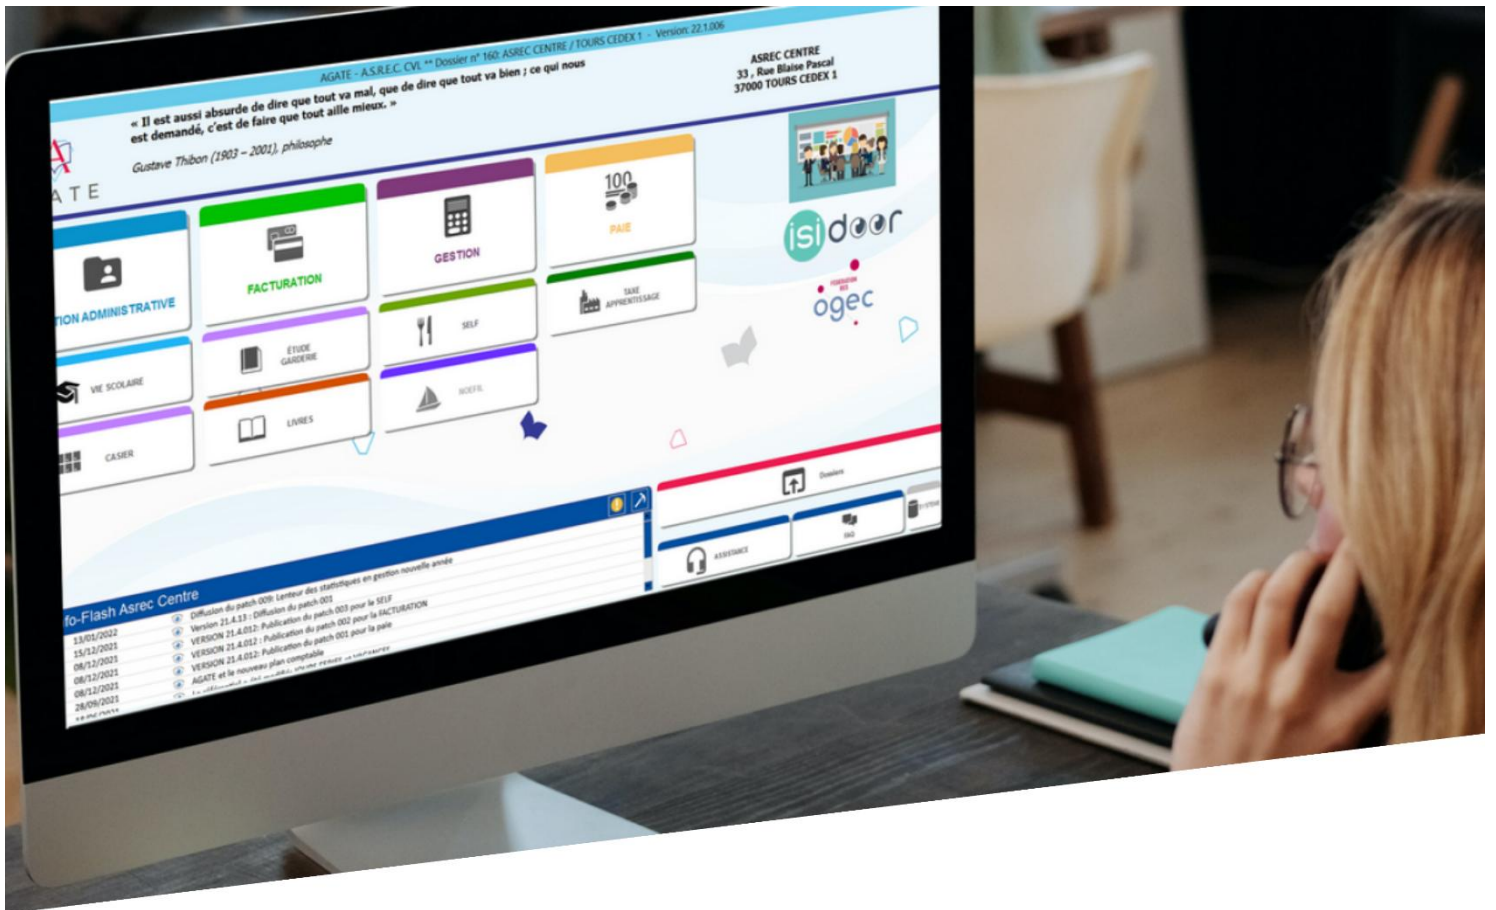 AGATE - A.S.R.E.C. CVL ** Dossier n° 160: ASREC CENTRE / TOURS CEDEX 1 - Version: 22.1.006
« Il est aussi absurde de dire que tout va mal, que de dire que tout va bien ; ce qui nous
est demandé, c'est de faire que tout aille mieux. »
Gustave Thibon (1903 – 2001), philosophe
ASREC CENTRE
33 , Rue Blaise Pascal
37000 TOURS CEDEX 1
GATE
TION ADMINISTRATIVE
FACTURATION
GESTION
100
PAIE
isidoor
FÉDÉRATION
DES
ogec
VIE SCOLAIRE
ÉTUDE
GARDERIE
SELF
TAXE
APPRENTISSAGE
CASIER
LIVRES
NOEFIL
Dossiers
ASSISTANCE
FAQ
SYSTEME
fo-Flash Asrec Centre
13/01/2022 Diffusion du patch 009: Lenteur des statistiques en gestion nouvelle année
15/12/2021 Version 21.4.13 : Diffusion du patch 001
08/12/2021 VERSION 21.4.012: Publication du patch 003 pour le SELF
08/12/2021 VERSION 21.4.012 : Publication du patch 002 pour la FACTURATION
08/12/2021 VERSION 21.4.012: Publication du patch 001 pour la paie
28/09/2021 AGATE et le nouveau plan comptable